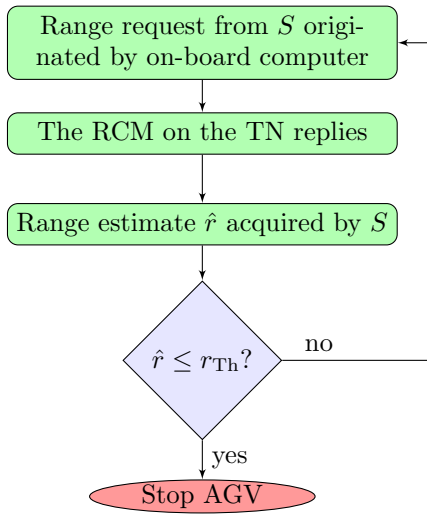 Range request from S origi-
nated by on-board computer
The RCM on the TN replies
Range estimate r̂ acquired by S
r̂ ≤ r_Th?
no
yes
Stop AGV